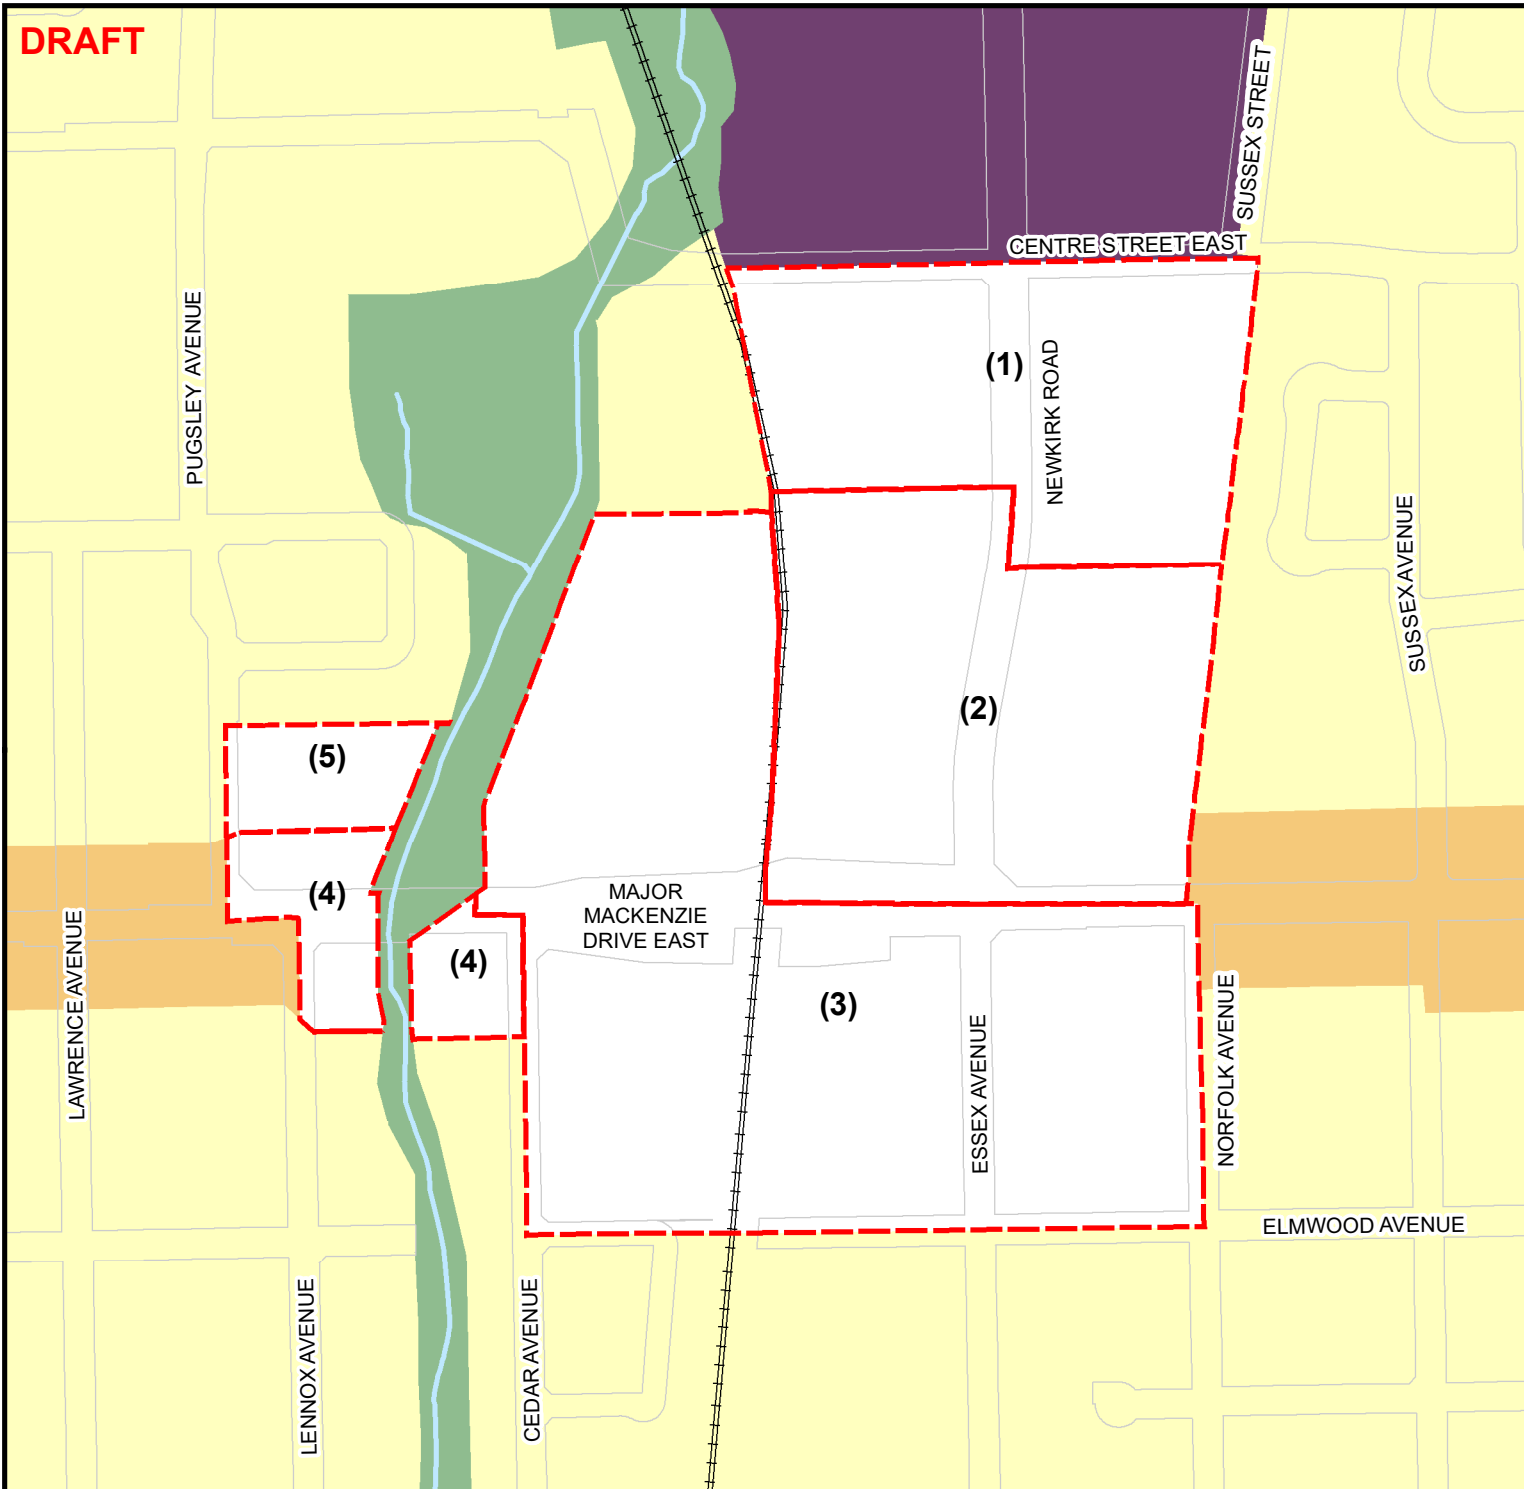 DRAFT
SUSSEX STREET
CENTRE STREET EAST
PUGSLEY AVENUE
(1)
NEWKIRK ROAD
SUSSEX AVENUE
(2)
(5)
(4)
MAJOR
MACKENZIE
DRIVE EAST
(4)
(3)
LAWRENCE AVENUE
ESSEX AVENUE
NORFOLK AVENUE
ELMWOOD AVENUE
LENNOX AVENUE
CEDAR AVENUE